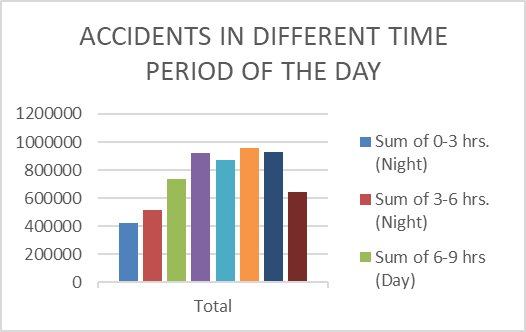 ACCIDENTS IN DIFFERENT TIME
PERIOD OF THE DAY
1200000
1000000
800000
600000
400000
200000
0
Total
Sum of 0-3 hrs.
(Night)
Sum of 3-6 hrs.
(Night)
Sum of 6-9 hrs
(Day)